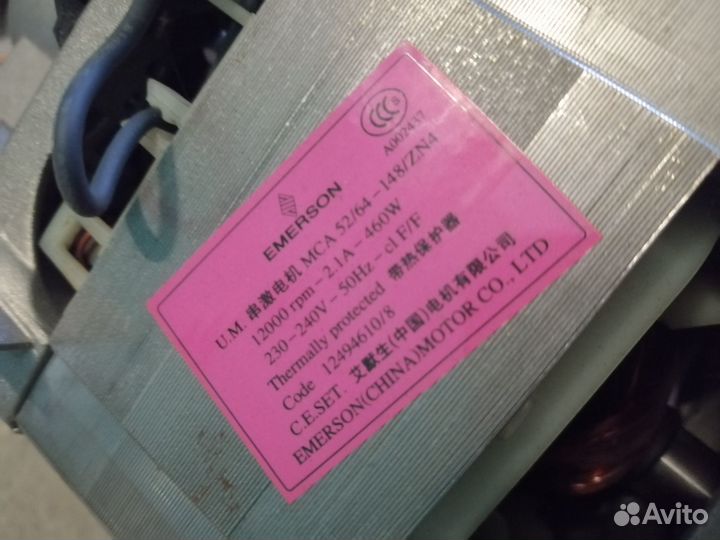 CCCs
A002437
EMERSON
U.M. 串激电机 MCA 52/64-148/ZN4
12000 rpm - 2.1A - 460W
230-240V - 50Hz - cl F/F
Thermally protected 带热保护器
Code 12494610/8
C.E.SET. 艾默生(中国)电机有限公司
EMERSON(CHINA)MOTOR CO., LTD
Avito